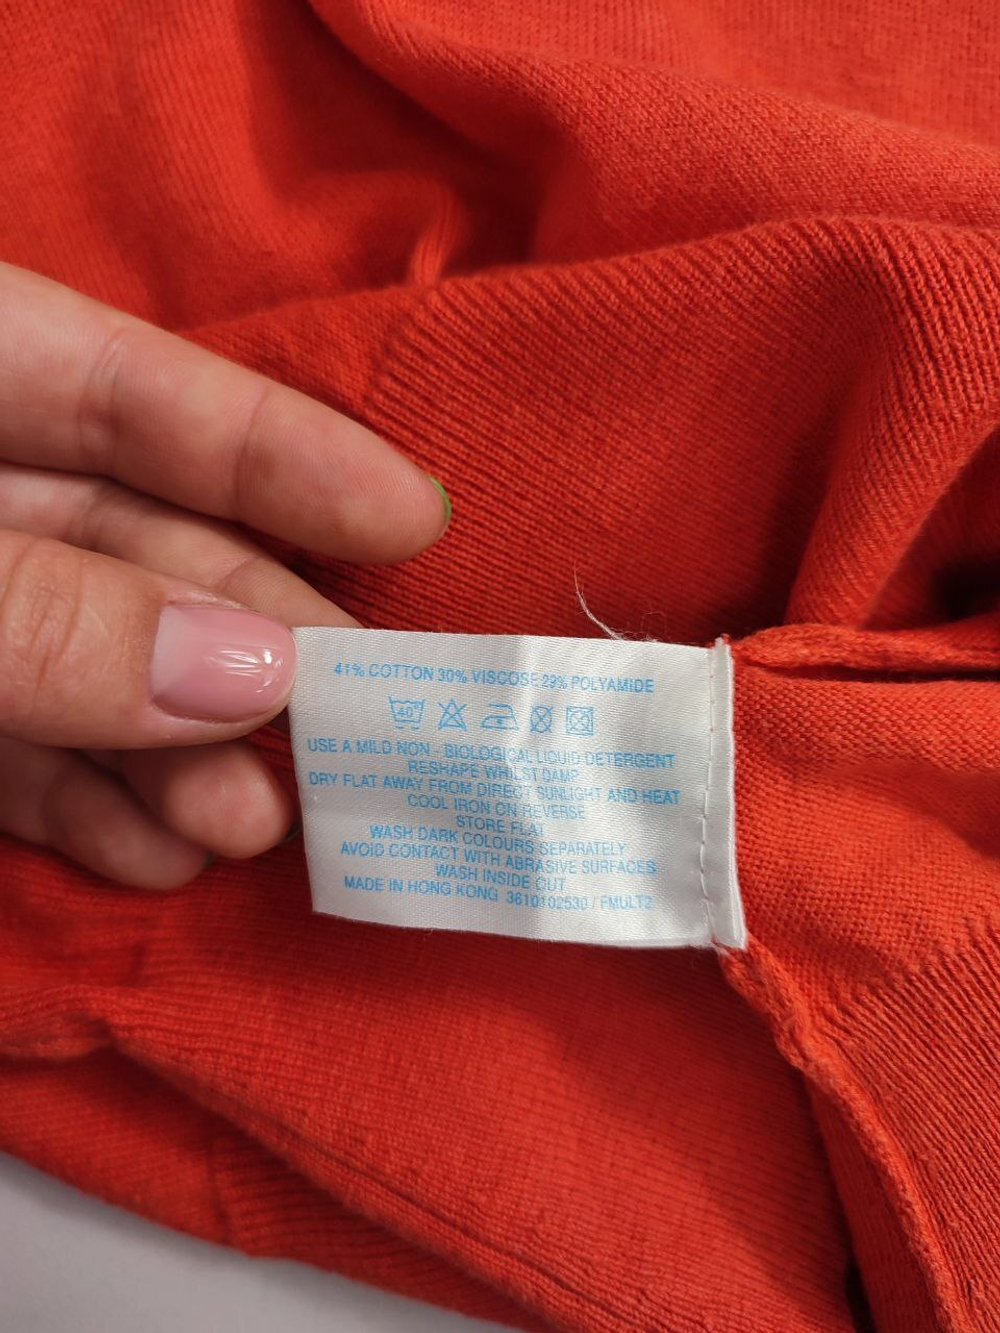 41% COTTON 30% VISCOSE 29% POLYAMIDE
40
USE A MILD NON - BIOLOGICAL LIQUID DETERGENT
RESHAPE WHILST DAMP
DRY FLAT AWAY FROM DIRECT SUNLIGHT AND HEAT
COOL IRON ON REVERSE
STORE FLAT
WASH DARK COLOURS SEPARATELY
AVOID CONTACT WITH ABRASIVE SURFACES
WASH INSIDE OUT
MADE IN HONG KONG 3610102530 / FMULT2